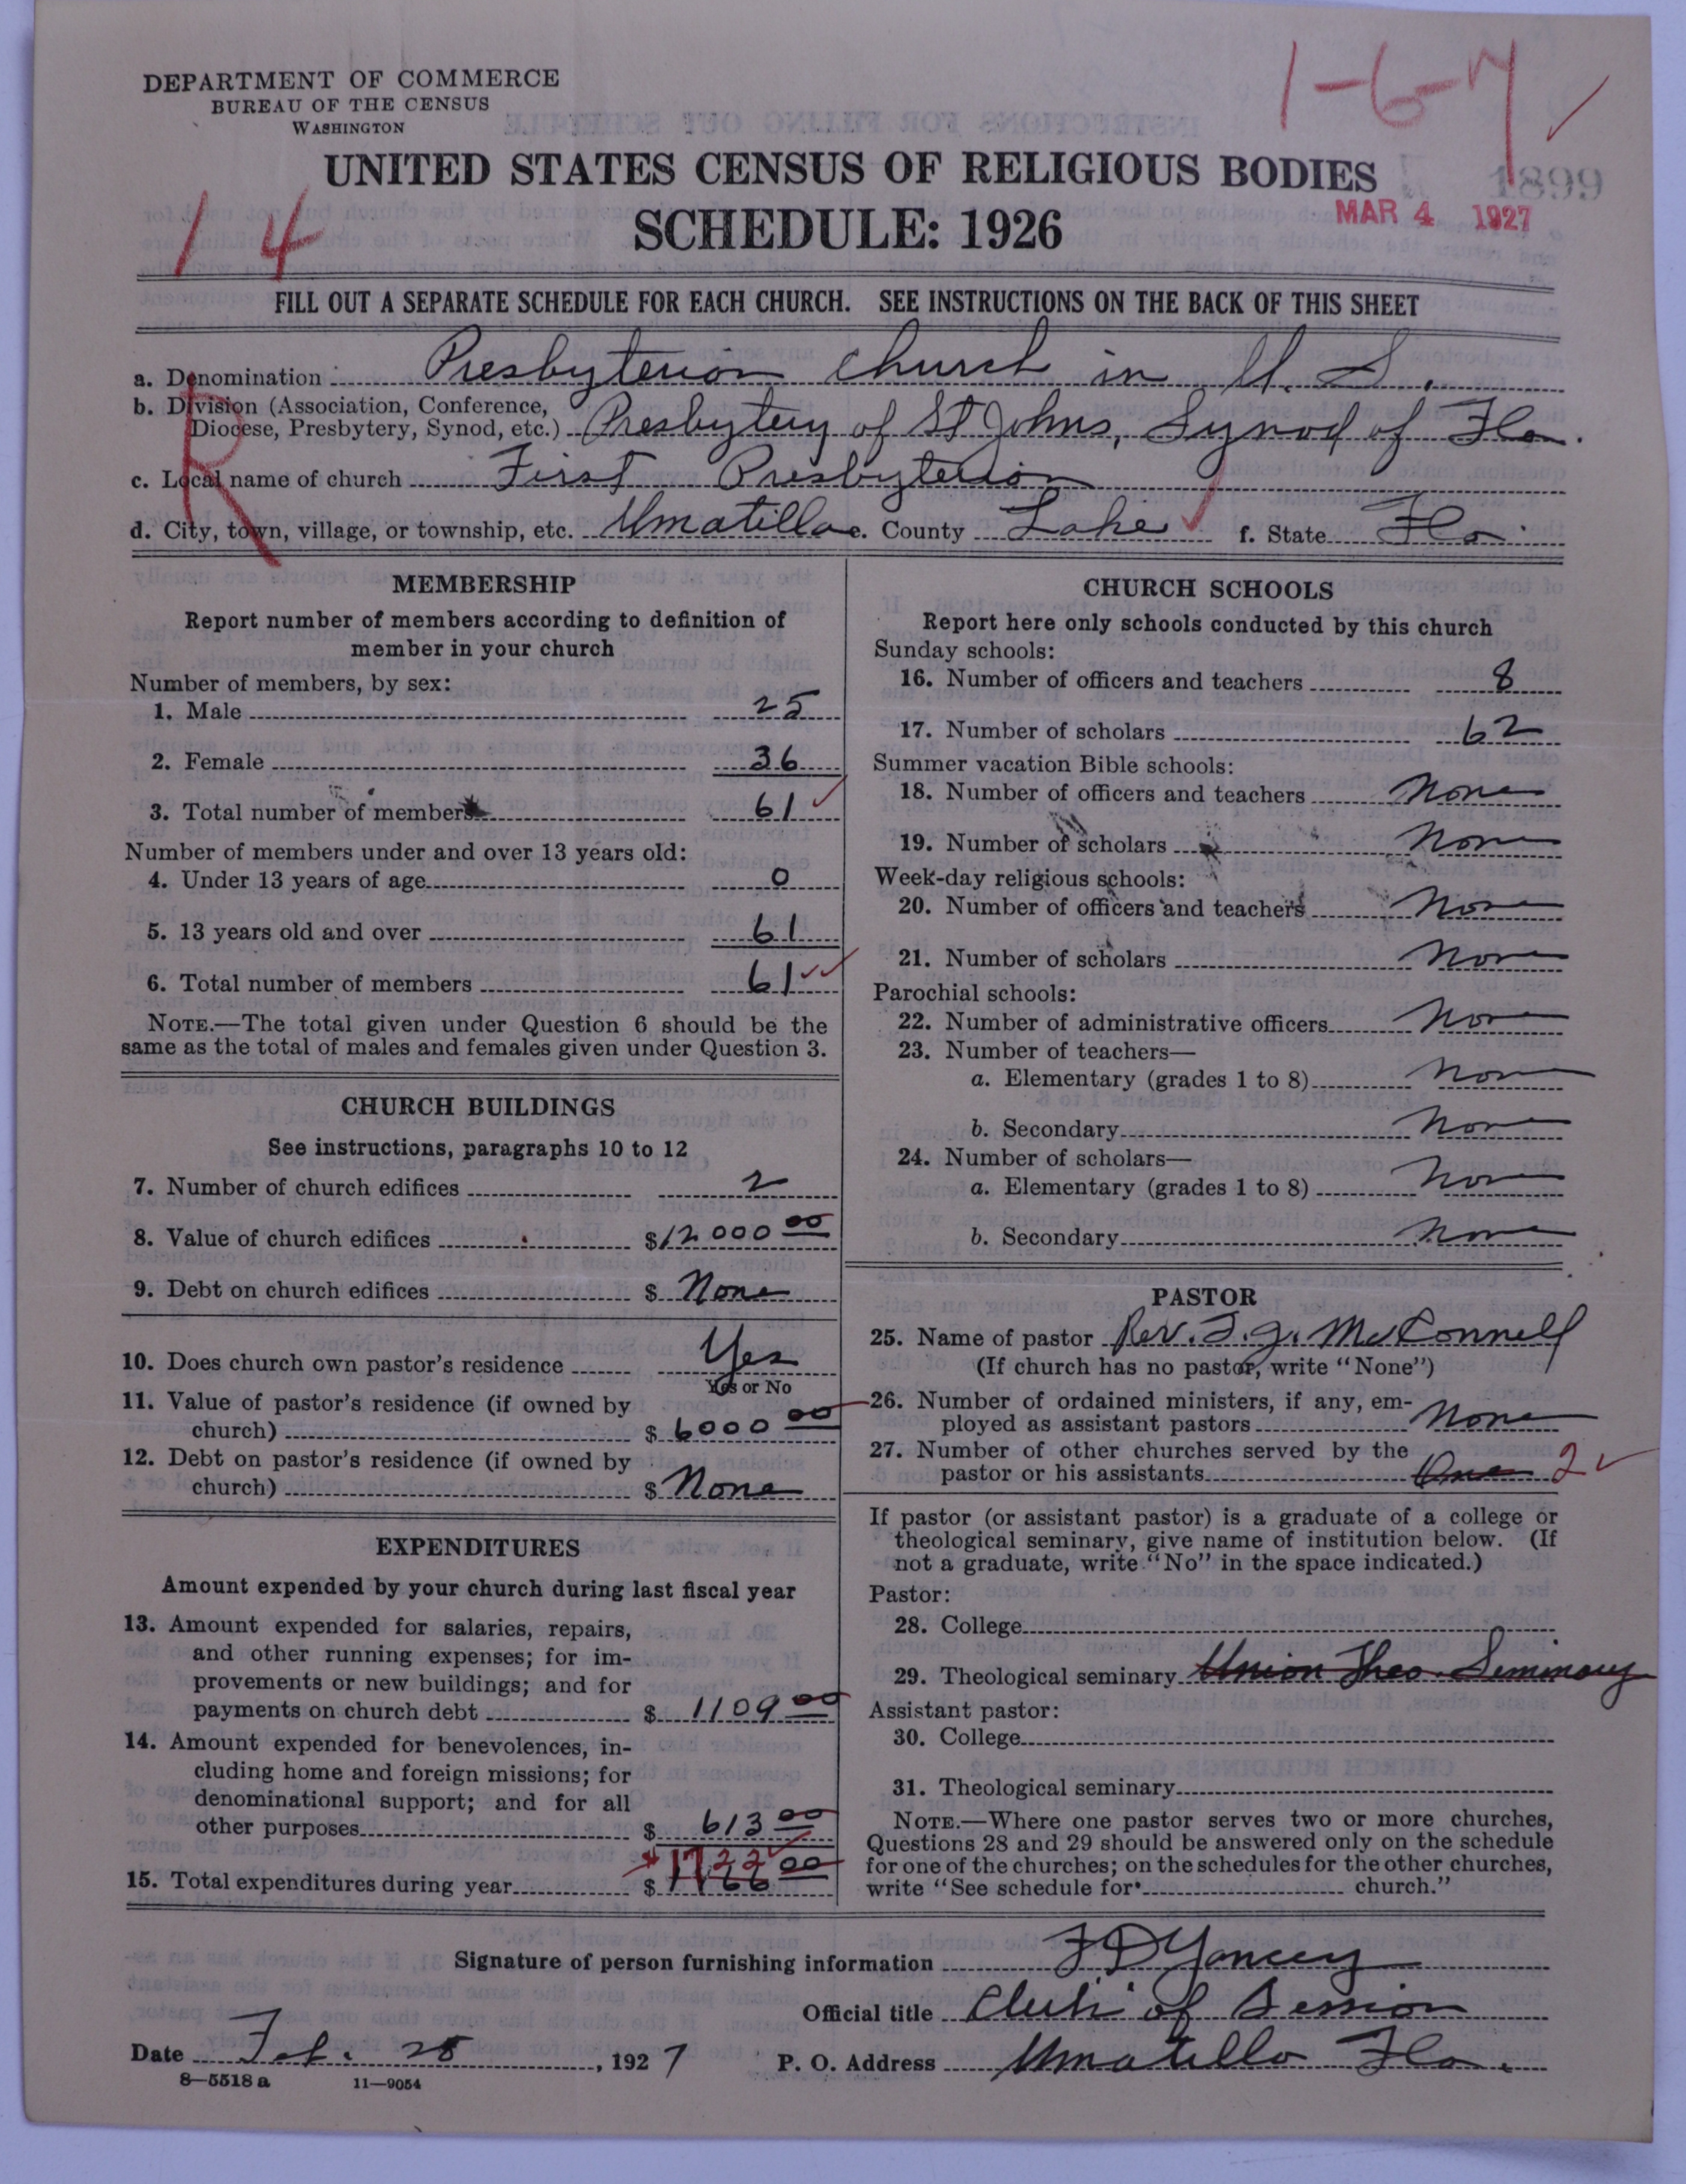 1-6-7
DEPARTMENT OF COMMERCE
BUREAU OF THE CENSUS
WASHINGTON
UNITED STATES CENSUS OF RELIGIOUS BODIES
1899
14
SCHEDULE: 1926
MAR 4 1927
FILL OUT A SEPARATE SCHEDULE FOR EACH CHURCH. SEE INSTRUCTIONS ON THE BACK OF THIS SHEET
R
a. Denomination Presbyterian Church in U. S.
b. Division (Association, Conference,
Diocese, Presbytery, Synod, etc.) Presbytery of St Johns, Synod of Fla.
c. Local name of church First Presbyterian
d. City, town, village, or township, etc. Umatilla e. County Lake f. State Fla.
MEMBERSHIP
Report number of members according to definition of
member in your church
Number of members, by sex:
1. Male 25
2. Female 36
3. Total number of members 61
Number of members under and over 13 years old:
4. Under 13 years of age 0
5. 13 years old and over 61
6. Total number of members 61
NOTE.—The total given under Question 6 should be the
same as the total of males and females given under Question 3.
CHURCH BUILDINGS
See instructions, paragraphs 10 to 12
7. Number of church edifices 2
8. Value of church edifices $12000 00
9. Debt on church edifices $ None
10. Does church own pastor's residence Yes
Yes or No
11. Value of pastor's residence (if owned by
church) $ 6000 00
12. Debt on pastor's residence (if owned by
church) $ None
EXPENDITURES
Amount expended by your church during last fiscal year
13. Amount expended for salaries, repairs,
and other running expenses; for im-
provements or new buildings; and for
payments on church debt $ 1109 00
14. Amount expended for benevolences, in-
cluding home and foreign missions; for
denominational support; and for all
other purposes $ 613 00
1722 00
15. Total expenditures during year $
CHURCH SCHOOLS
Report here only schools conducted by this church
Sunday schools:
16. Number of officers and teachers 8
17. Number of scholars 62
Summer vacation Bible schools:
18. Number of officers and teachers None
19. Number of scholars None
Week-day religious schools:
20. Number of officers and teachers None
21. Number of scholars None
Parochial schools:
22. Number of administrative officers None
23. Number of teachers—
a. Elementary (grades 1 to 8) None
b. Secondary None
24. Number of scholars—
a. Elementary (grades 1 to 8) None
b. Secondary None
PASTOR
25. Name of pastor Rev. T. J. McConnell
(If church has no pastor, write "None")
26. Number of ordained ministers, if any, em-
ployed as assistant pastors None
27. Number of other churches served by the
pastor or his assistants One 2
If pastor (or assistant pastor) is a graduate of a college or
theological seminary, give name of institution below. (If
not a graduate, write "No" in the space indicated.)
Pastor:
28. College
29. Theological seminary Union Theo. Seminary
Assistant pastor:
30. College
31. Theological seminary
NOTE.—Where one pastor serves two or more churches,
Questions 28 and 29 should be answered only on the schedule
for one of the churches; on the schedules for the other churches,
write "See schedule for church."
Signature of person furnishing information F D Yancey
Official title Clerk of Session
Date Feb. 28, 1927 P. O. Address Umatilla Fla.
8—5518 a 11—9054